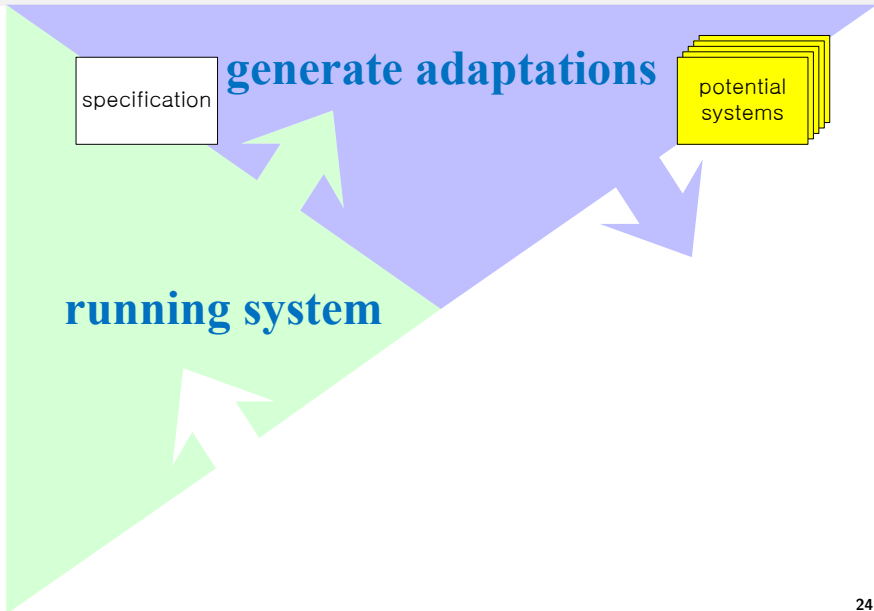 generate adaptations
specification
potential
systems
running system
24